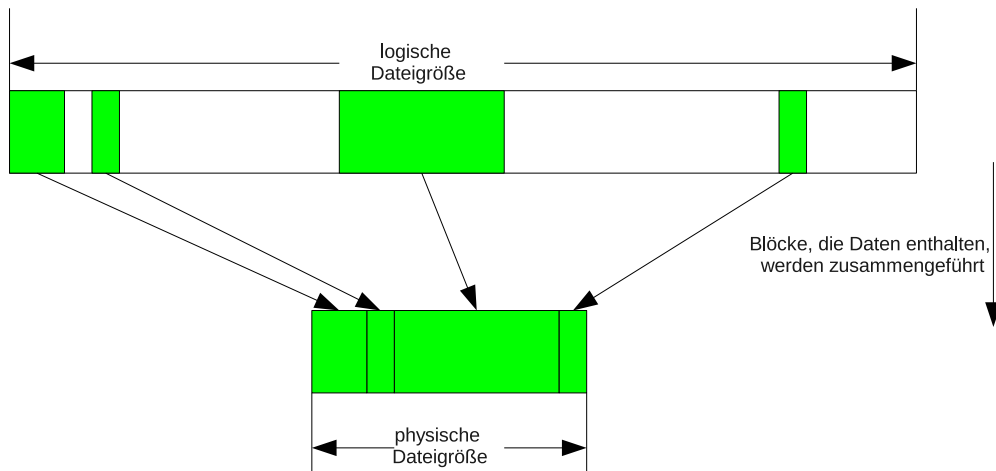 logische
Dateigröße
Blöcke, die Daten enthalten,
werden zusammengeführt
physische
Dateigröße